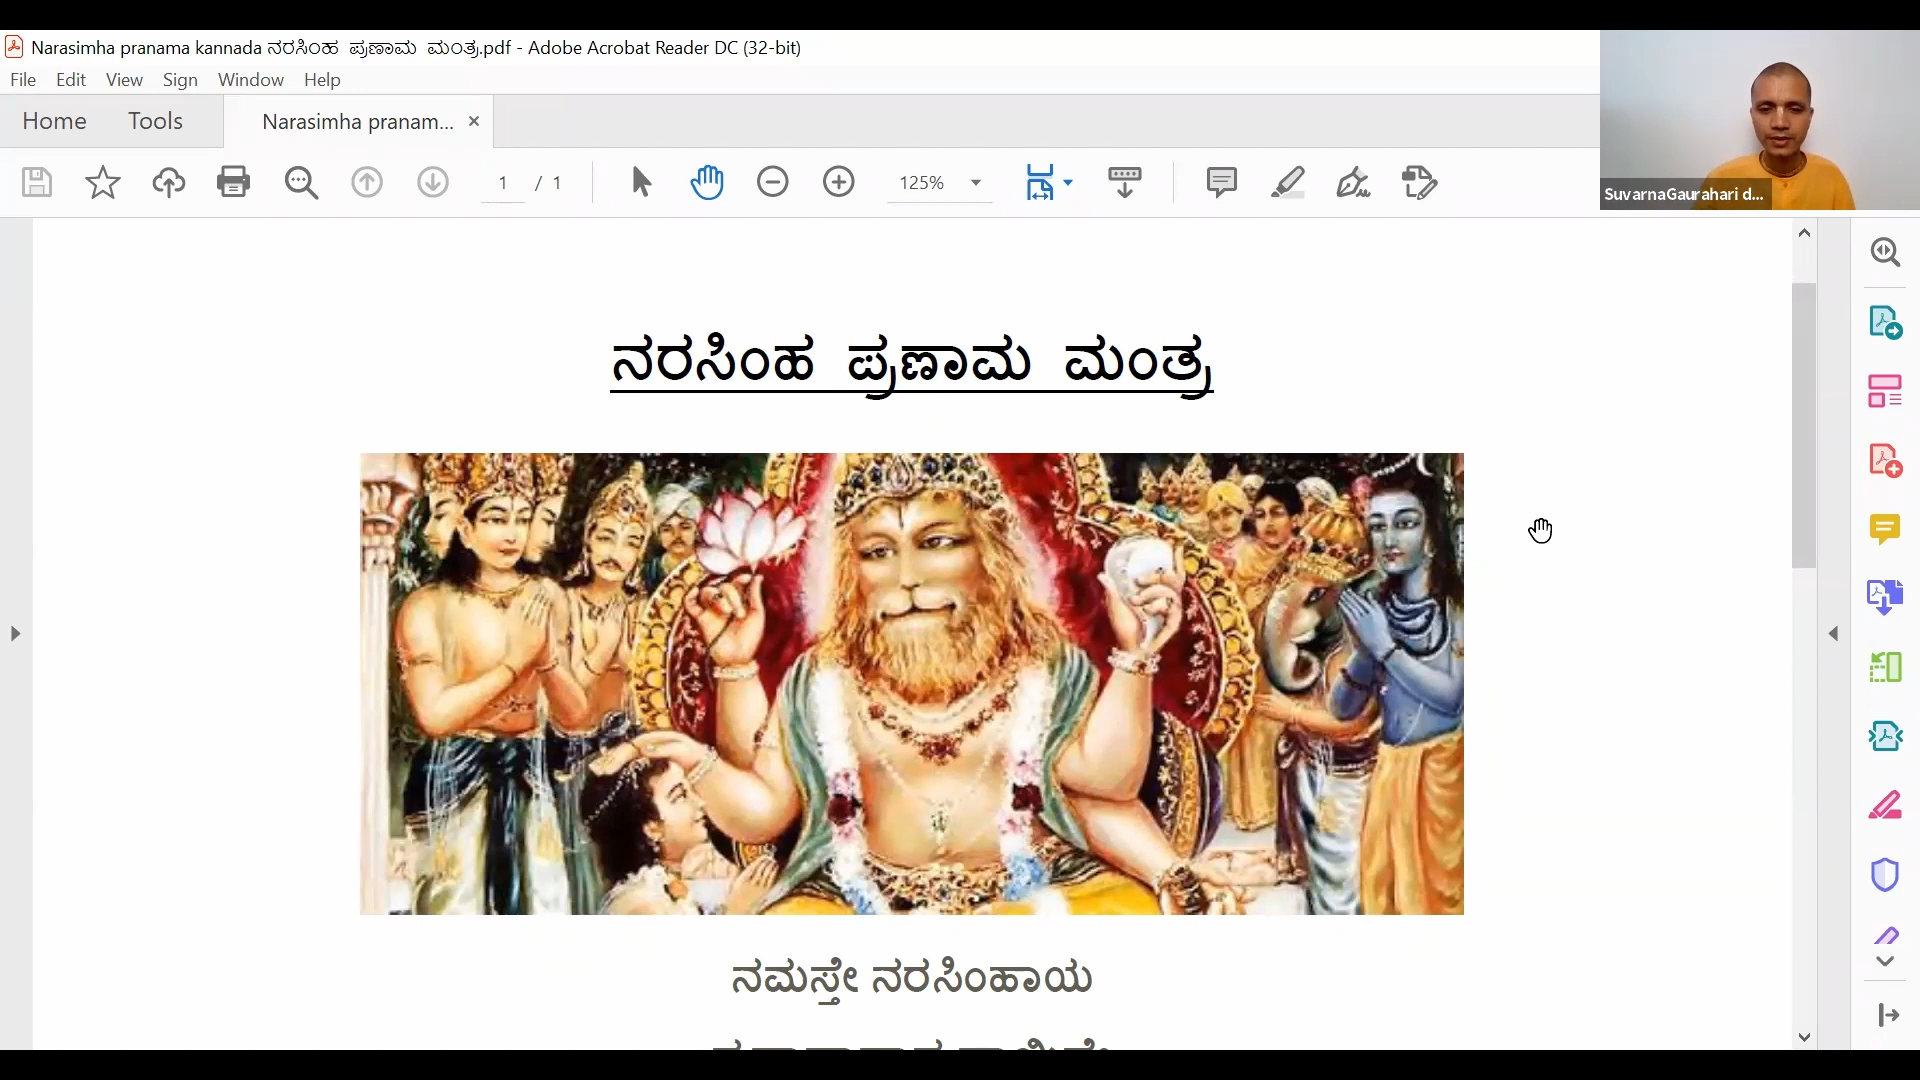 Narasimha pranama kannada ನರಸಿಂಹ ಪ್ರಣಾಮ ಮಂತ್ರ.pdf - Adobe Acrobat Reader DC (32-bit)
File Edit View Sign Window Help
Home Tools Narasimha pranam... ×
1 / 1 125%
SuvarnaGaurahari d...
ನರಸಿಂಹ ಪ್ರಣಾಮ ಮಂತ್ರ
ನಮಸ್ತೇ ನರಸಿಂಹಾಯ